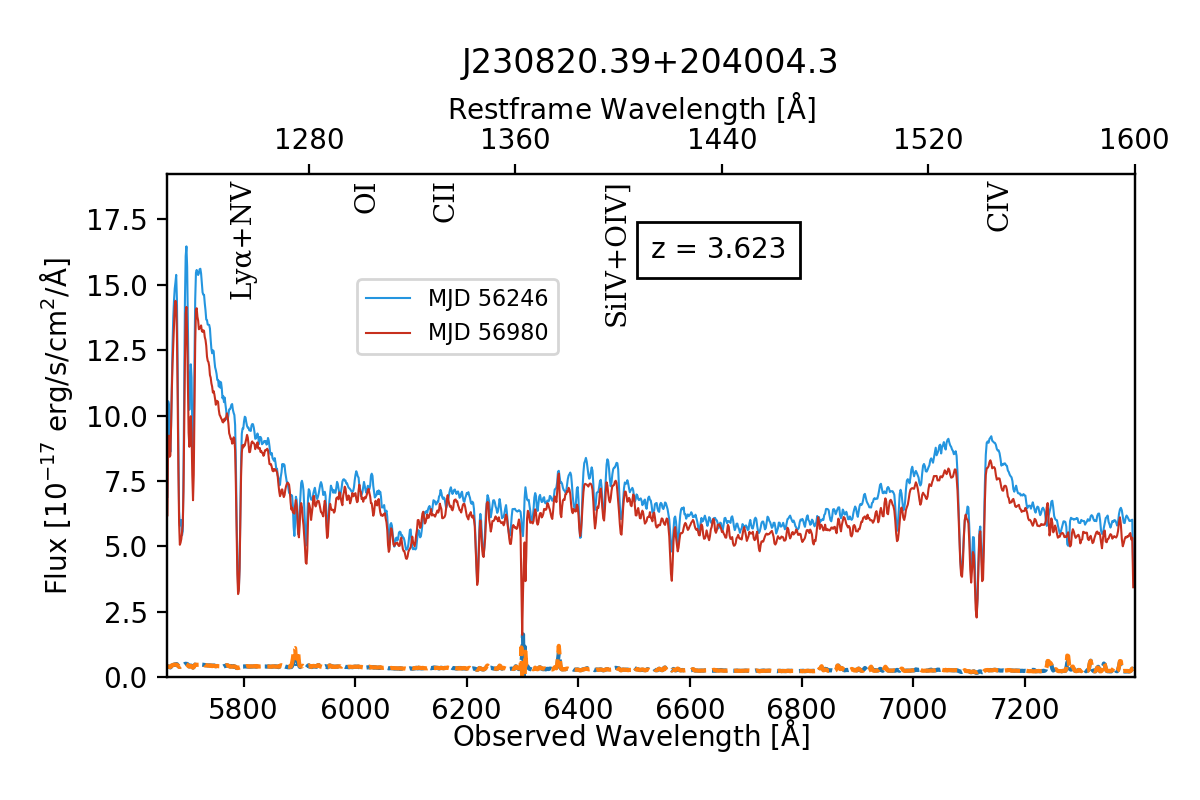 J230820.39+204004.3
Restframe Wavelength [Å]
1280 1360 1440 1520 1600
Lyα+NV
OI
CII
SiIV+OIV]
CIV
z = 3.623
MJD 56246
MJD 56980
Flux [10⁻¹⁷ erg/s/cm²/Å]
17.5
15.0
12.5
10.0
7.5
5.0
2.5
0.0
5800 6000 6200 6400 6600 6800 7000 7200
Observed Wavelength [Å]